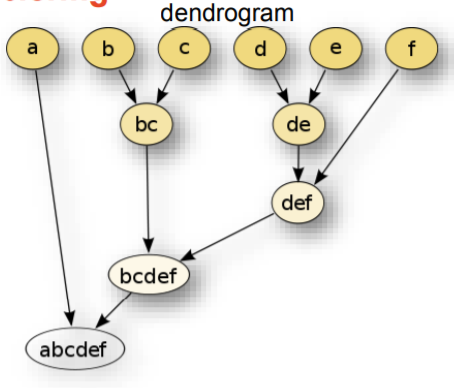 dendrogram
a b c d e f
bc de
def
bcdef
abcdef